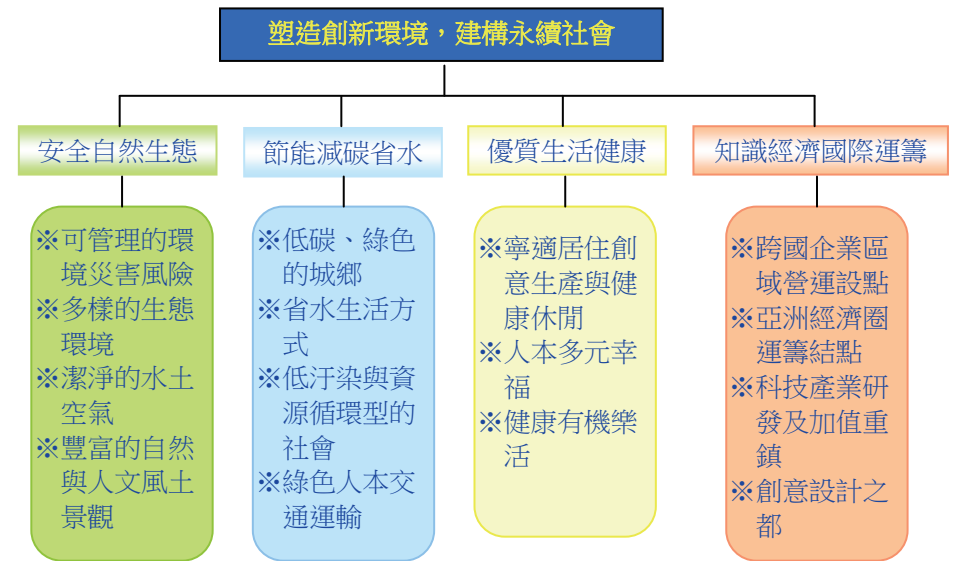 塑造創新環境，建構永續社會
安全自然生態
節能減碳省水
優質生活健康
知識經濟國際運籌
※可管理的環
境災害風險
※多樣的生態
環境
※潔淨的水土
空氣
※豐富的自然
與人文風土
景觀
※低碳、綠色
的城鄉
※省水生活方
式
※低汙染與資
源循環型的
社會
※綠色人本交
通運輸
※寧適居住創
意生產與健
康休閒
※人本多元幸
福
※健康有機樂
活
※跨國企業區
域營運設點
※亞洲經濟圈
運籌結點
※科技產業研
發及加值重
鎮
※創意設計之
都